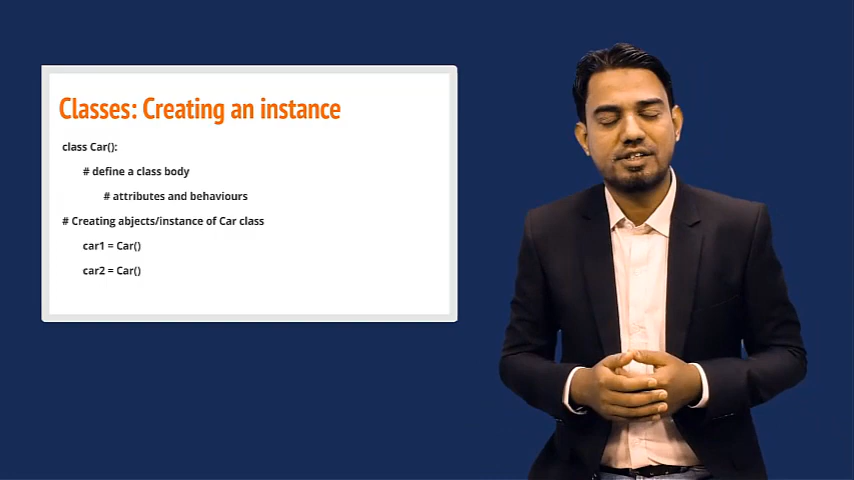 Classes: Creating an instance
class Car():
# define a class body
# attributes and behaviours
# Creating abjects/instance of Car class
car1 = Car()
car2 = Car()